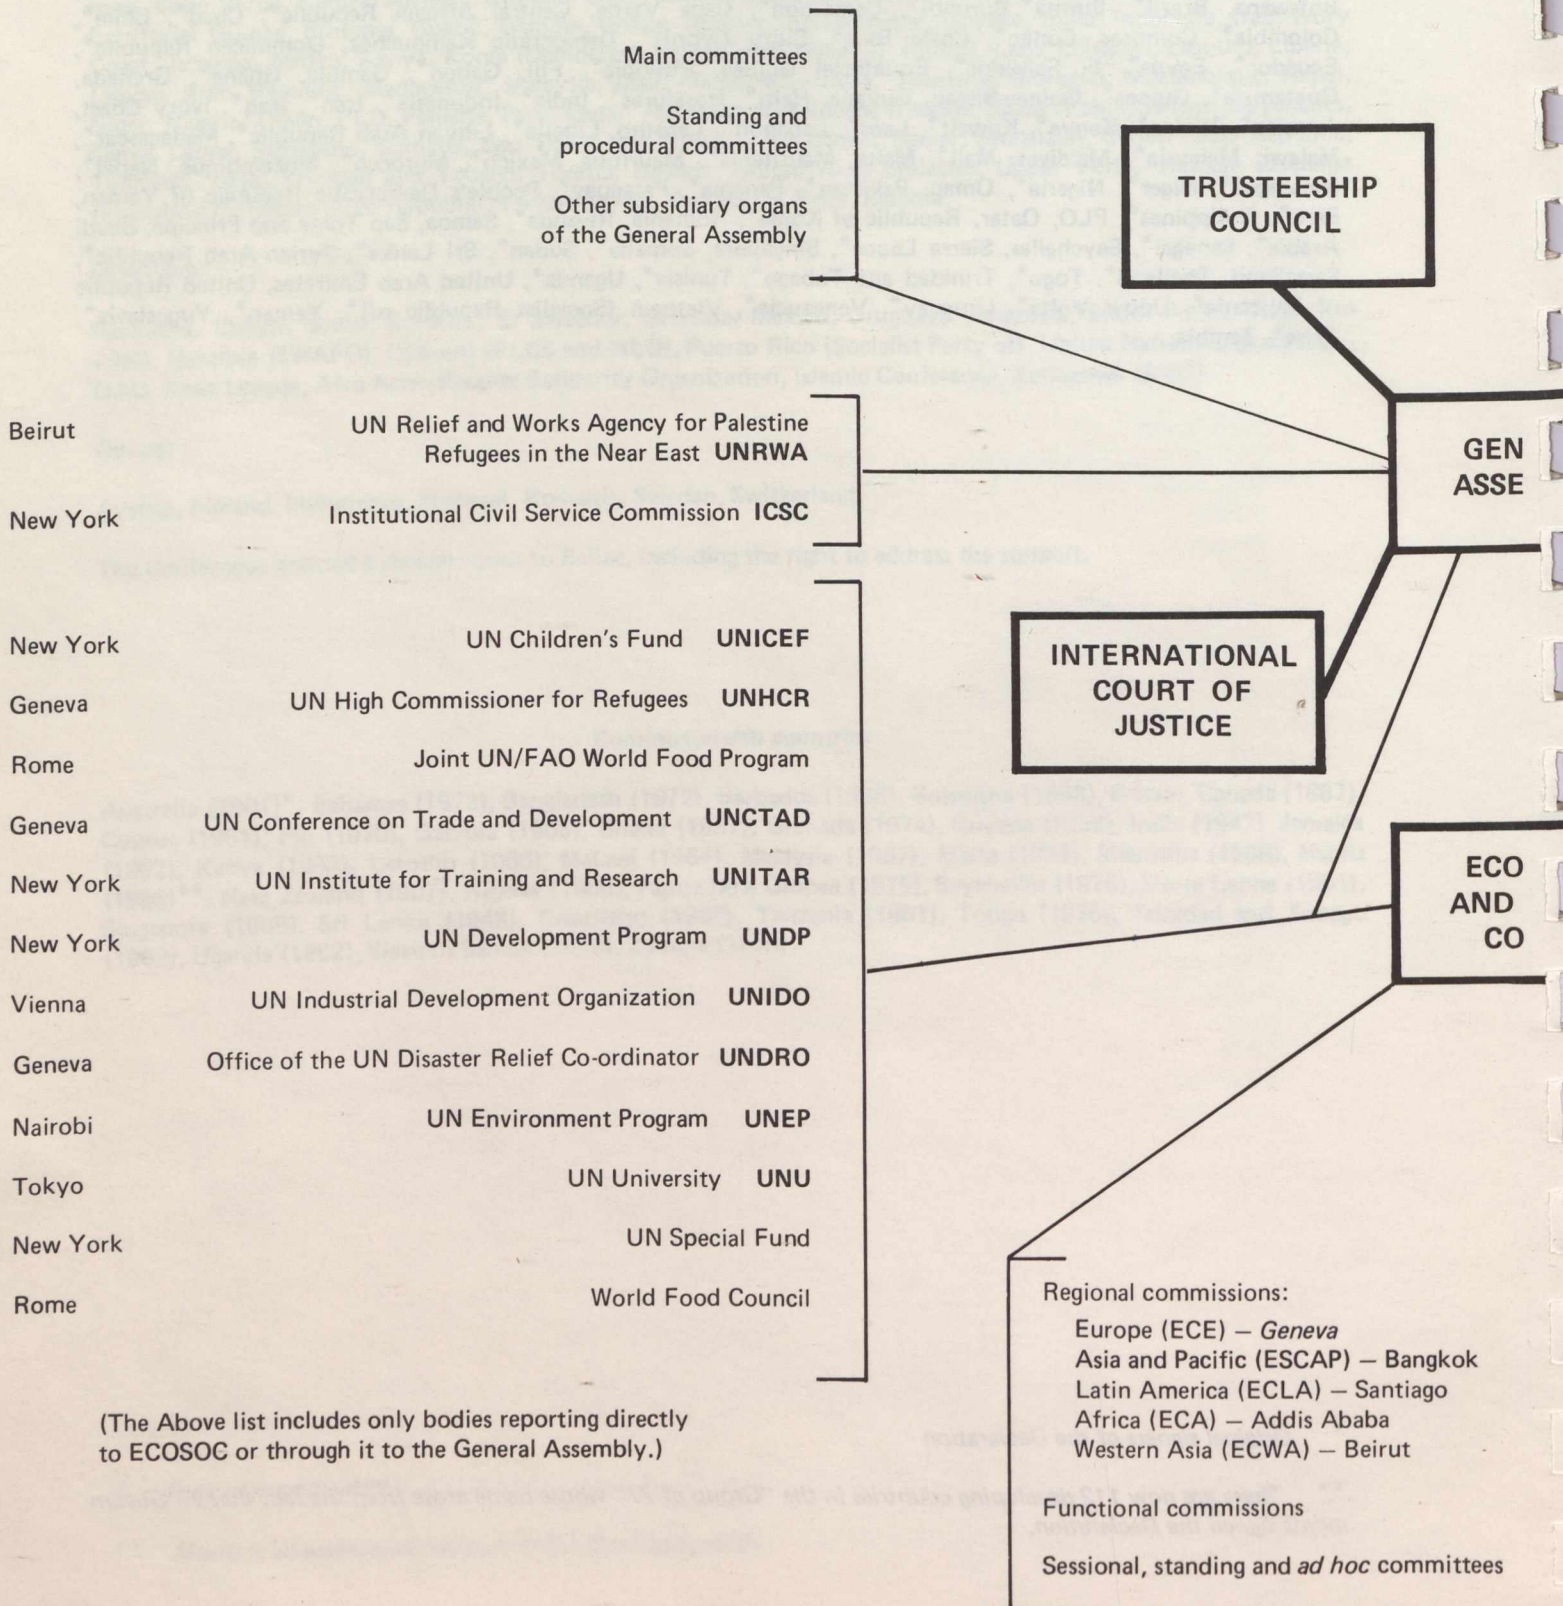 Main committees
Standing and
procedural committees
Other subsidiary organs
of the General Assembly
TRUSTEESHIP
COUNCIL
Beirut UN Relief and Works Agency for Palestine
Refugees in the Near East UNRWA
New York Institutional Civil Service Commission ICSC
GEN
ASSE
New York UN Children's Fund UNICEF
Geneva UN High Commissioner for Refugees UNHCR
Rome Joint UN/FAO World Food Program
Geneva UN Conference on Trade and Development UNCTAD
New York UN Institute for Training and Research UNITAR
New York UN Development Program UNDP
Vienna UN Industrial Development Organization UNIDO
Geneva Office of the UN Disaster Relief Co-ordinator UNDRO
Nairobi UN Environment Program UNEP
Tokyo UN University UNU
New York UN Special Fund
Rome World Food Council
(The Above list includes only bodies reporting directly
to ECOSOC or through it to the General Assembly.)
INTERNATIONAL
COURT OF
JUSTICE
ECO
AND
CO
Regional commissions:
Europe (ECE) — Geneva
Asia and Pacific (ESCAP) — Bangkok
Latin America (ECLA) — Santiago
Africa (ECA) — Addis Ababa
Western Asia (ECWA) — Beirut
Functional commissions
Sessional, standing and ad hoc committees